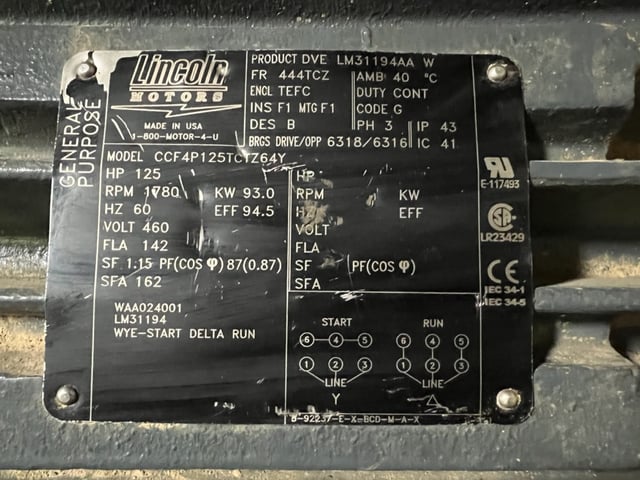 Lincoln
MOTORS
MADE IN USA
1-800-MOTOR-4-U
PRODUCT DVE LM31194AA W
FR 444TCZ AMB 40 °C
ENCL TEFC DUTY CONT
INS F1 MTG F1 CODE G
DES B PH 3 IP 43
BRGS DRIVE/OPP 6318/6316 IC 41
GENERAL
PURPOSE
MODEL CCF4P125TC1Z64Y
HP 125
RPM 1780 KW 93.0
HZ 60 EFF 94.5
VOLT 460
FLA 142
SF 1.15 PF(COS φ) 87(0.87)
SFA 162
HP
RPM KW
HZ EFF
VOLT
FLA
SF PF(COS φ)
SFA
E-117493
LR23429
CE
IEC 34-1
IEC 34-5
WAA024001
LM31194
WYE-START DELTA RUN
START RUN
6 4 5 6 4 5
1 2 3 1 2 3
LINE LINE
Y Δ